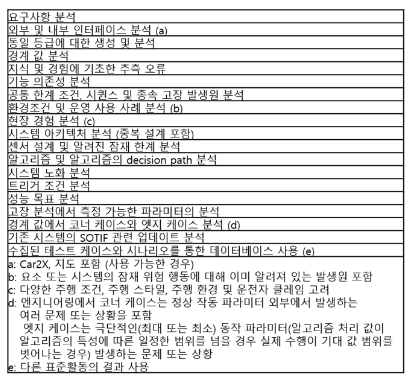 요구사항 분석
외부 및 내부 인터페이스 분석 (a)
동일 등급에 대한 생성 및 분석
경계 값 분석
지식 및 경험에 기초한 추측 오류
기능 의존성 분석
공통 한계 조건, 시퀀스 및 종속 고장 발생원 분석
환경조건 및 운영 사용 사례 분석 (b)
현장 경험 분석 (c)
시스템 아키텍처 분석 (중복 설계 포함)
센서 설계 및 알려진 잠재 한계 분석
알고리즘 및 알고리즘의 decision path 분석
시스템 노화 분석
트리거 조건 분석
성능 목표 분석
고장 분석에서 측정 가능한 파라미터의 분석
경계 값에서 코너 케이스와 엣지 케이스 분석 (d)
기존 시스템의 SOTIF 관련 업데이트 분석
수집된 테스트 케이스와 시나리오를 통한 데이터베이스 사용 (e)
a: Car2X, 지도 포함 (사용 가능한 경우)
b: 요소 또는 시스템의 잠재 위험 행동에 대해 이미 알려져 있는 발생원 포함
c: 다양한 주행 조건, 주행 스타일, 주행 환경 및 운전자 클레임 고려
d: 엔지니어링에서 코너 케이스는 정상 작동 파라미터 외부에서 발생하는
여러 문제 또는 상황을 포함
엣지 케이스는 극단적인(최대 또는 최소) 동작 파라미터(알고리즘 처리 값이
알고리즘의 특성에 따른 일정한 범위를 넘을 경우 실제 수행이 기대 값 범위를
벗어나는 경우) 발생하는 문제 또는 상황
e: 다른 표준활동의 결과 사용